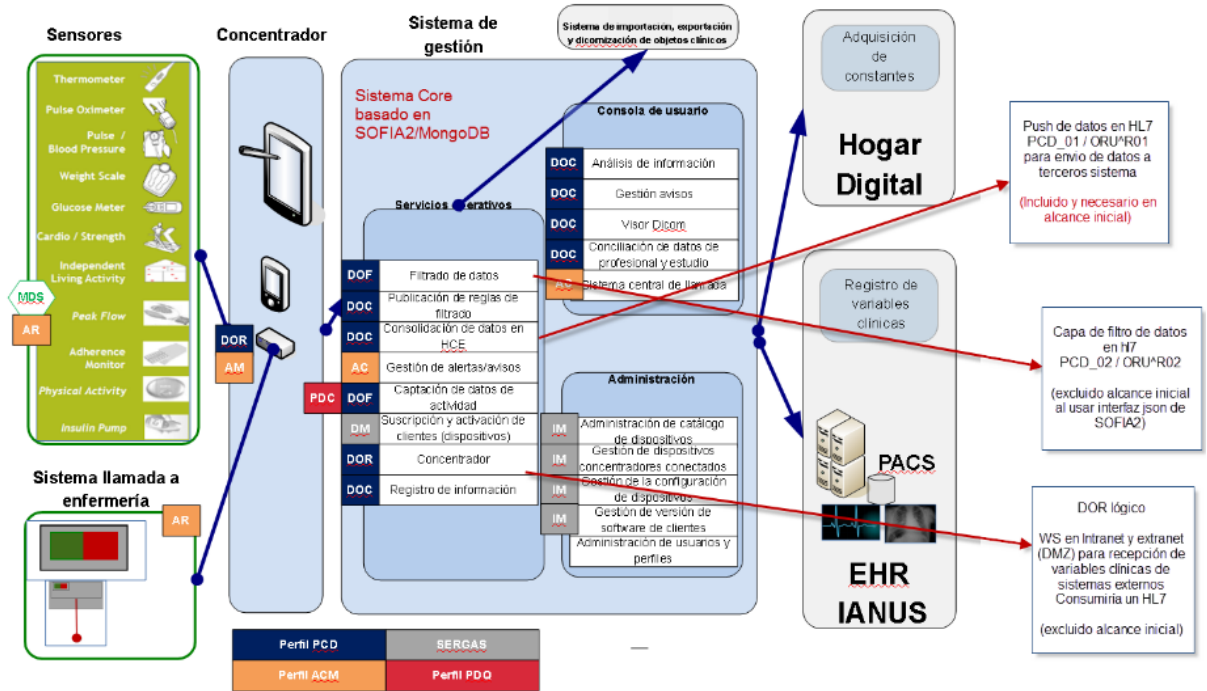 Sensores
Thermometer
Pulse Oximeter
Pulse /
Blood Pressure
Weight Scale
Glucose Meter
Cardio / Strength
Independent
Living Activity
MDS
AR
Peak Flow
Adherence
Monitor
Physical Activity
Insulin Pump
Sistema llamada a
enfermería
AR
Concentrador
DOR
AM
Sistema de
gestión
Sistema Core
basado en
SOFIA2/MongoDB
Servicios operativos
DOF Filtrado de datos
DOC Publicación de reglas de
filtrado
DOC Consolidación de datos en
HCE
AC Gestión de alertas/avisos
PDC DOF Captación de datos de
actividad
DM Suscripción y activación de
clientes (dispositivos)
DOR Concentrador
DOC Registro de información
Sistema de importación, exportación
y dicomización de objetos clínicos
Consola de usuario
DOC Análisis de información
DOC Gestión avisos
DOC Visor Dicom
DOC Conciliación de datos de
profesional y estudio
AC Sistema central de llamada
Administración
IM Administración de catálogo
de dispositivos
IM Gestión de dispositivos
concentradores conectados
IM Gestión de la configuración
de dispositivos
IM Gestión de versión de
software de clientes
Administración de usuarios y
perfiles
Adquisición
de
constantes
Hogar
Digital
Registro de
variables
clínicas
PACS
EHR
IANUS
Push de datos en HL7
PCD_01 / ORU^R01
para envio de datos a
terceros sistema
(Incluido y necesario en
alcance inicial)
Capa de filtro de datos
en hl7
PCD_02 / ORU^R02
(excluido alcance inicial
al usar interfaz json de
SOFIA2)
DOR lógico
WS en Intranet y extranet
(DMZ) para recepción de
variables clínicas de
sistemas externos
Consumiría un HL7
(excluido alcance inicial)
Perfil PCD
SERGAS
Perfil ACM
Perfil PDQ